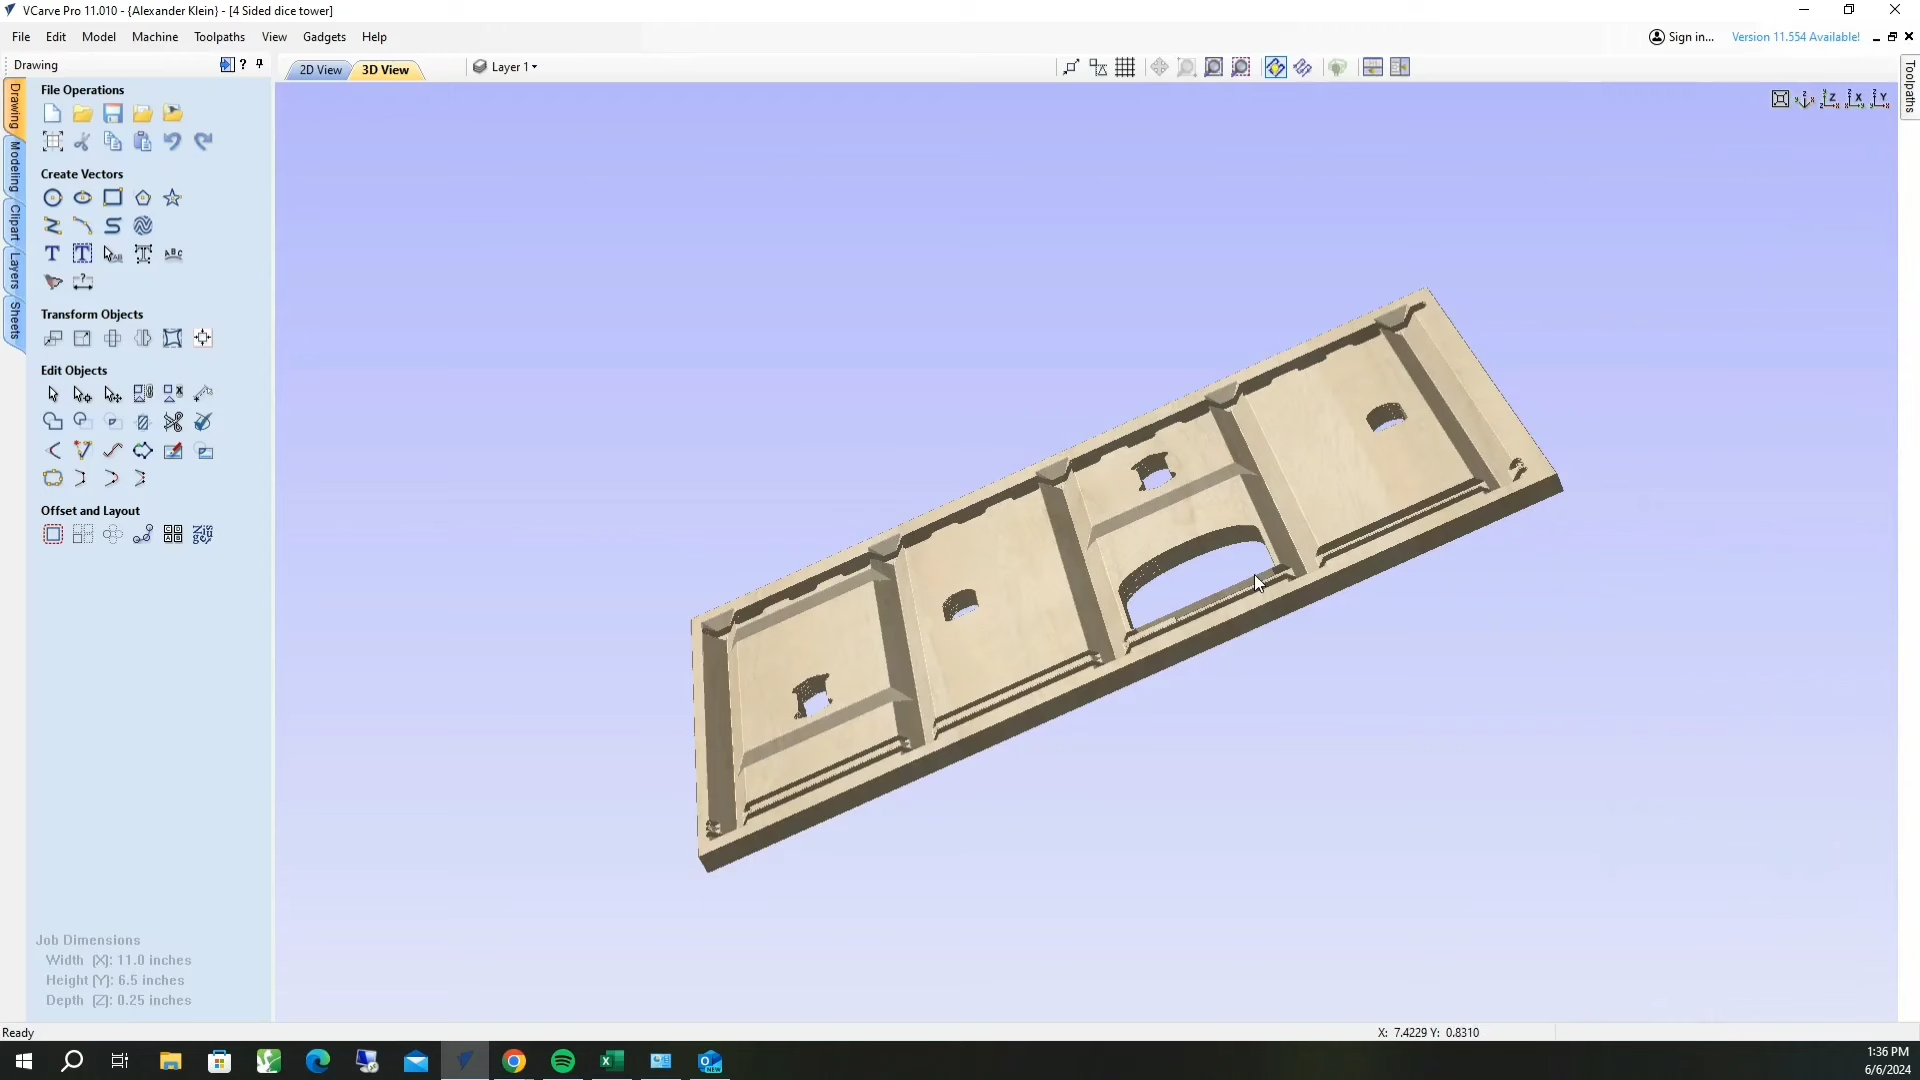 VCarve Pro 11.010 - {Alexander Klein} - [4 Sided dice tower]
File Edit Model Machine Toolpaths View Gadgets Help
Sign in...
Version 11.554 Available!
Drawing
2D View
3D View
Layer 1
Toolpaths
Drawing
Modeling
Clipart
Layers
Sheets
File Operations
Create Vectors
Transform Objects
Edit Objects
Offset and Layout
Job Dimensions
Width (X): 11.0 inches
Height (Y): 6.5 inches
Depth (Z): 0.25 inches
Ready
X: 7.4229 Y: 0.8310
1:36 PM
6/6/2024